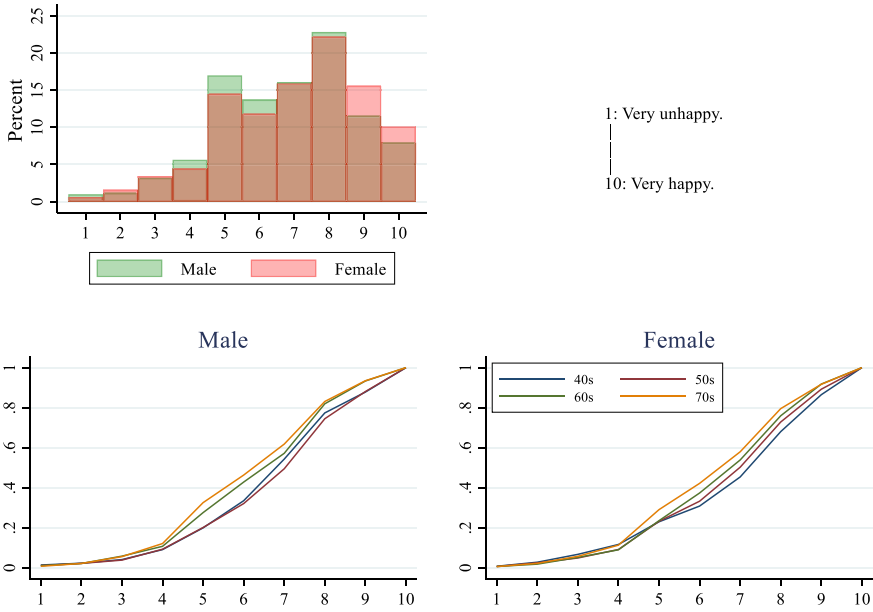 25
20
15
10
5
0
Percent
1 2 3 4 5 6 7 8 9 10
Male Female
1: Very unhappy.
10: Very happy.
Male
1
.8
.6
.4
.2
0
1 2 3 4 5 6 7 8 9 10
Female
40s 50s
60s 70s
1
.8
.6
.4
.2
0
1 2 3 4 5 6 7 8 9 10